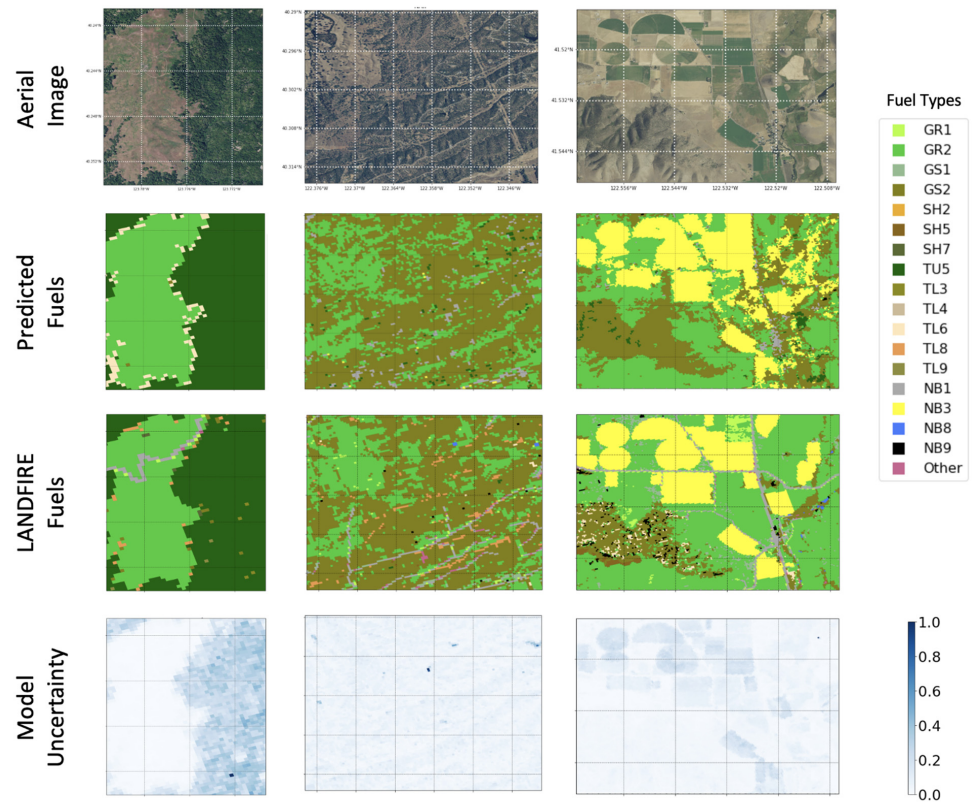 Aerial
Image
40.29°N
40.296°N
40.302°N
40.308°N
40.314°N
122.376°W 122.37°W 122.364°W 122.358°W 122.352°W 122.346°W
41.52°N
41.532°N
41.544°N
122.556°W 122.544°W 122.532°W 122.52°W 122.508°W
Predicted
Fuels
LANDFIRE
Fuels
Model
Uncertainty
Fuel Types
GR1
GR2
GS1
GS2
SH2
SH5
SH7
TU5
TL3
TL4
TL6
TL8
TL9
NB1
NB3
NB8
NB9
Other
1.0
0.8
0.6
0.4
0.2
0.0